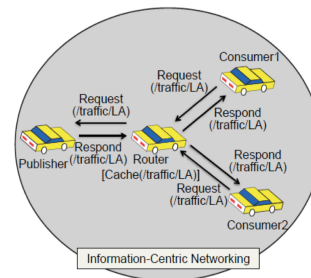 Consumer1
Request
(/traffic/LA)
Request
(/traffic/LA)
Respond
(/traffic/LA)
Respond
(/traffic/LA)
Publisher
Router
[Cache(/traffic/LA)]
Respond
(/traffic/LA)
Request
(/traffic/LA)
Consumer2
Information-Centric Networking